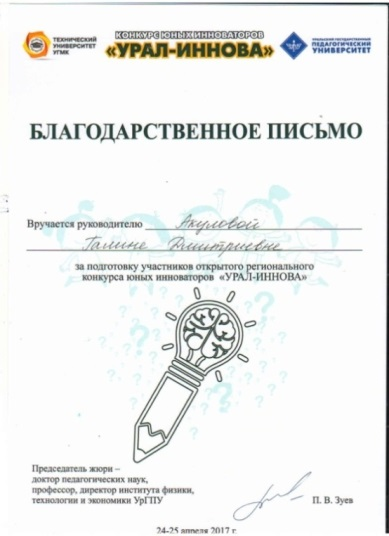 ТЕХНИЧЕСКИЙ
УНИВЕРСИТЕТ
УГМК
КОНКУРС ЮНЫХ ИННОВАТОРОВ
«УРАЛ-ИННОВА»
УРАЛЬСКИЙ ГОСУДАРСТВЕННЫЙ
ПЕДАГОГИЧЕСКИЙ
УНИВЕРСИТЕТ
БЛАГОДАРСТВЕННОЕ ПИСЬМО
Вручается руководителю Акуловой
Галине Дмитриевне
за подготовку участников открытого регионального
конкурса юных инноваторов «УРАЛ-ИННОВА»
Председатель жюри –
доктор педагогических наук,
профессор, директор института физики,
технологии и экономики УрГПУ
П. В. Зуев
24-25 апреля 2017 г.